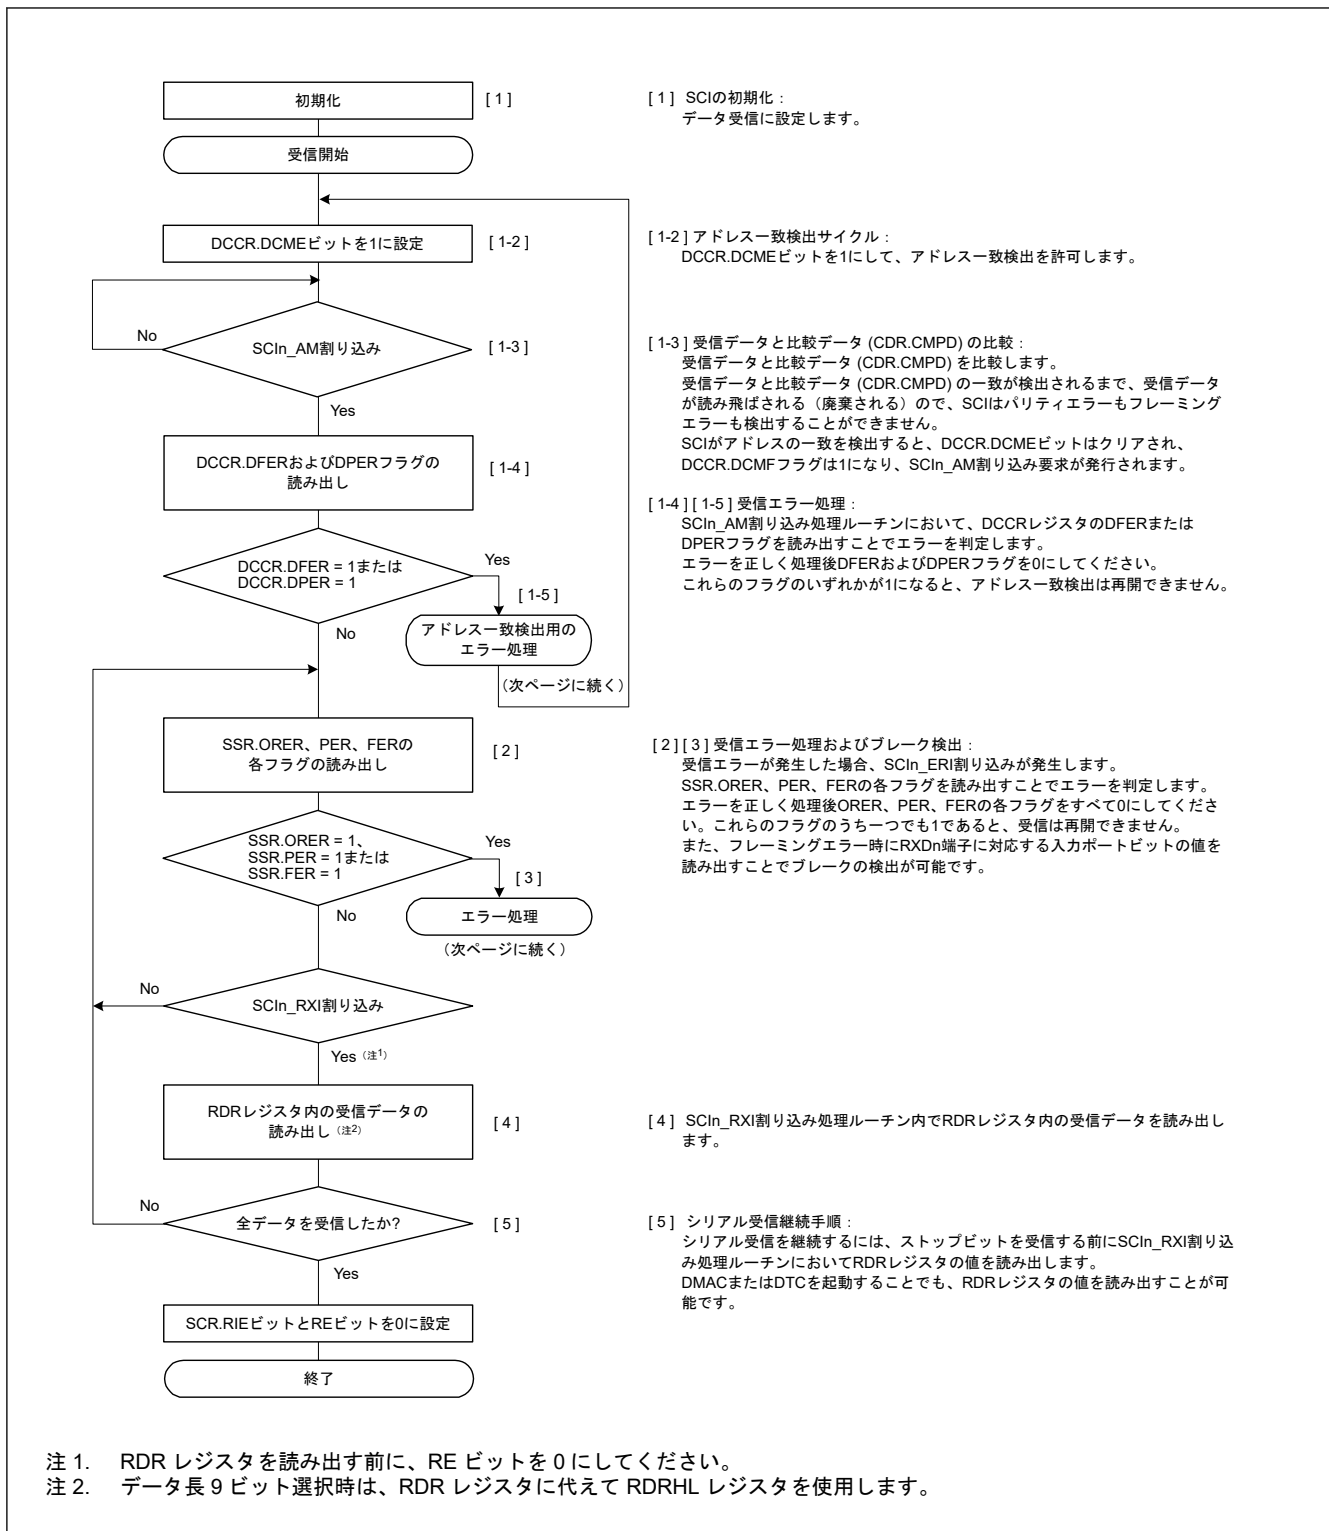 初期化
[ 1 ]
受信開始
DCCR.DCMEビットを1に設定
[ 1-2 ]
No
SCIn_AM割り込み
[ 1-3 ]
Yes
DCCR.DFERおよびDPERフラグの
読み出し
[ 1-4 ]
DCCR.DFER = 1または
DCCR.DPER = 1
Yes
[ 1-5 ]
アドレス一致検出用の
エラー処理
(次ページに続く)
No
SSR.ORER、PER、FERの
各フラグの読み出し
[ 2 ]
SSR.ORER = 1、
SSR.PER = 1または
SSR.FER = 1
Yes
[ 3 ]
エラー処理
(次ページに続く)
No
No
SCIn_RXI割り込み
Yes（注1）
RDRレジスタ内の受信データの
読み出し（注2）
[ 4 ]
No
全データを受信したか?
[ 5 ]
Yes
SCR.RIEビットとREビットを0に設定
終了
[ 1 ] SCIの初期化：
データ受信に設定します。
[ 1-2 ] アドレス一致検出サイクル：
DCCR.DCMEビットを1にして、アドレス一致検出を許可します。
[ 1-3 ] 受信データと比較データ (CDR.CMPD) の比較：
受信データと比較データ (CDR.CMPD) を比較します。
受信データと比較データ (CDR.CMPD) の一致が検出されるまで、受信データ
が読み飛ばされる（廃棄される）ので、SCIはパリティエラーもフレーミング
エラーも検出することができません。
SCIがアドレスの一致を検出すると、DCCR.DCMEビットはクリアされ、
DCCR.DCMFフラグは1になり、SCIn_AM割り込み要求が発行されます。
[ 1-4 ] [ 1-5 ] 受信エラー処理：
SCIn_AM割り込み処理ルーチンにおいて、DCCRレジスタのDFERまたは
DPERフラグを読み出すことでエラーを判定します。
エラーを正しく処理後DFERおよびDPERフラグを0にしてください。
これらのフラグのいずれかが1になると、アドレス一致検出は再開できません。
[ 2 ] [ 3 ] 受信エラー処理およびブレーク検出：
受信エラーが発生した場合、SCIn_ERI割り込みが発生します。
SSR.ORER、PER、FERの各フラグを読み出すことでエラーを判定します。
エラーを正しく処理後ORER、PER、FERの各フラグをすべて0にしてくださ
い。これらのフラグのうち一つでも1であると、受信は再開できません。
また、フレーミングエラー時にRXDn端子に対応する入力ポートビットの値を
読み出すことでブレークの検出が可能です。
[ 4 ] SCIn_RXI割り込み処理ルーチン内でRDRレジスタ内の受信データを読み出し
ます。
[ 5 ] シリアル受信継続手順：
シリアル受信を継続するには、ストップビットを受信する前にSCIn_RXI割り込
み処理ルーチンにおいてRDRレジスタの値を読み出します。
DMACまたはDTCを起動することでも、RDRレジスタの値を読み出すことが可
能です。
注 1. RDR レジスタを読み出す前に、RE ビットを 0 にしてください。
注 2. データ長 9 ビット選択時は、RDR レジスタに代えて RDRHL レジスタを使用します。